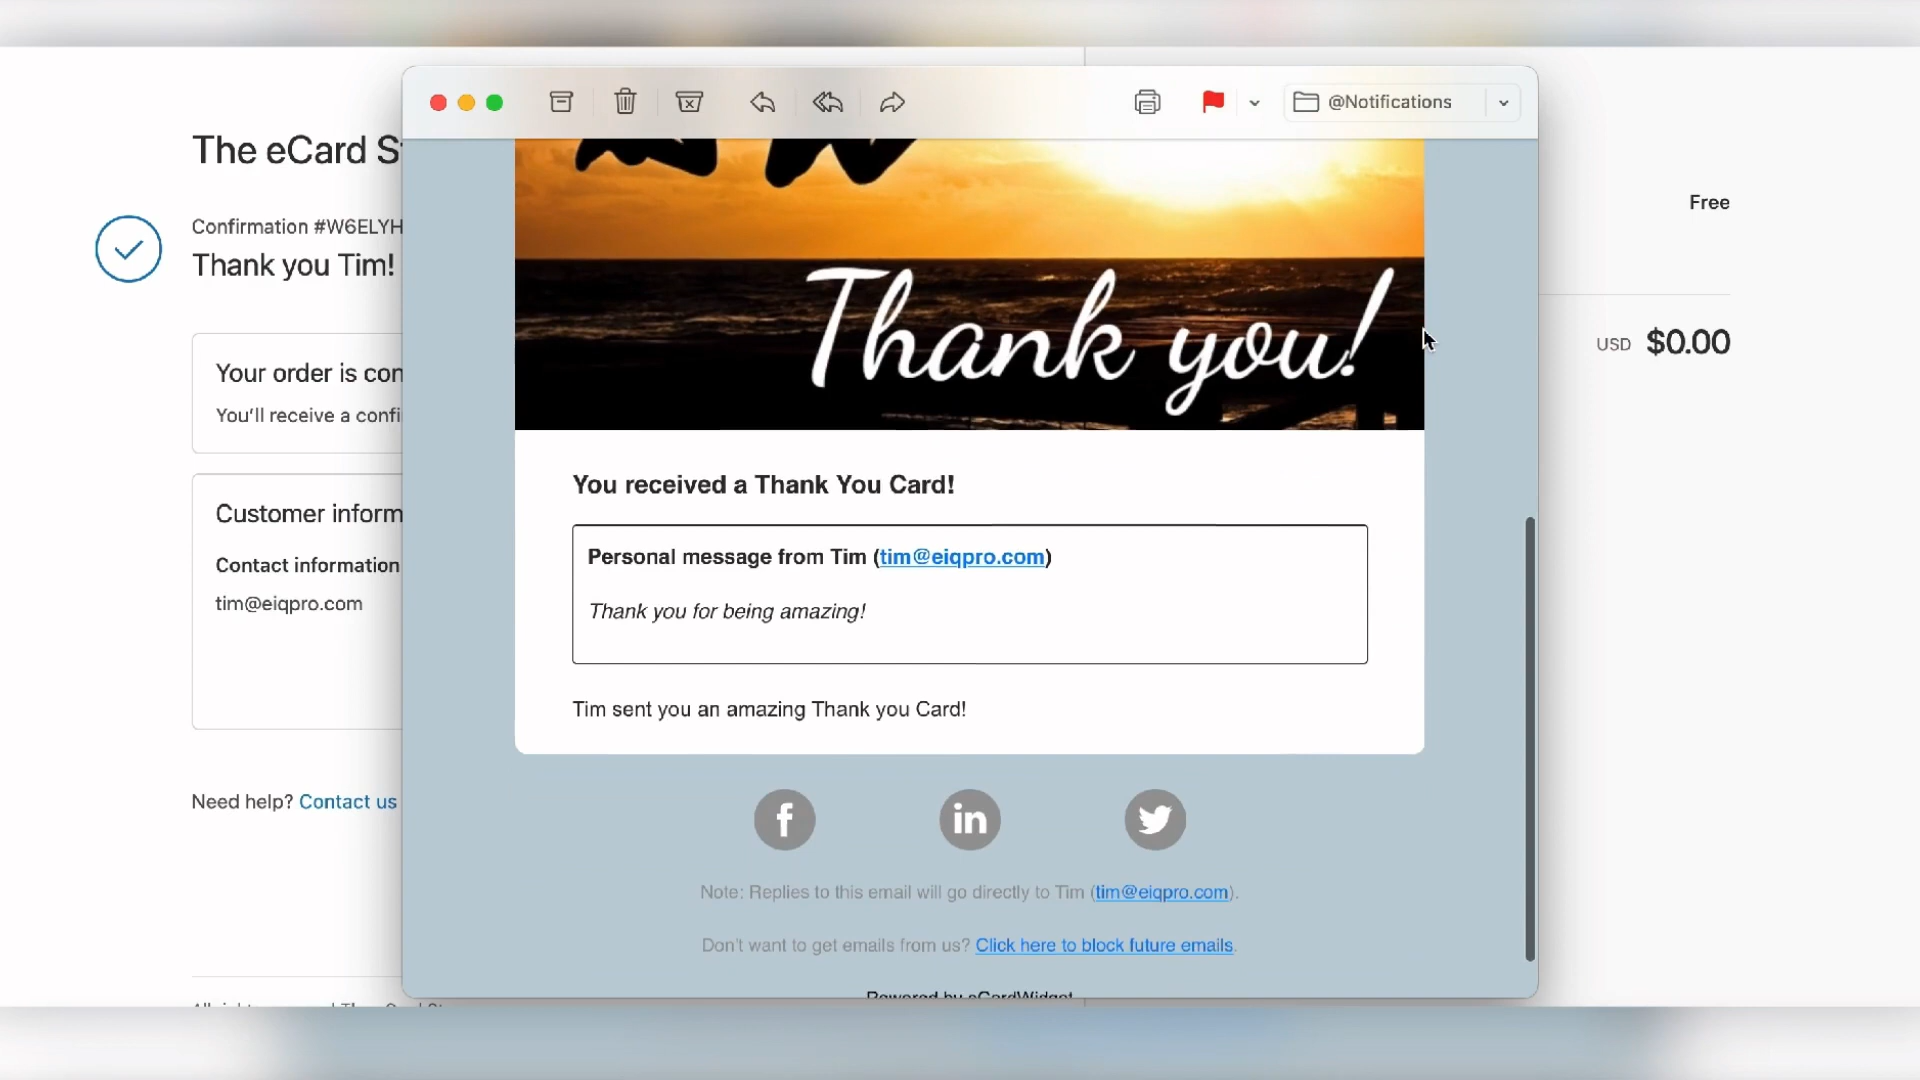 The eCard S
Confirmation #W6ELYH
Thank you Tim!
Your order is con
You'll receive a confi
Customer inform
Contact information
tim@eiqpro.com
Need help? Contact us
@Notifications
Thank you!
You received a Thank You Card!
Personal message from Tim (tim@eiqpro.com)
Thank you for being amazing!
Tim sent you an amazing Thank you Card!
Note: Replies to this email will go directly to Tim (tim@eiqpro.com).
Don't want to get emails from us? Click here to block future emails.
Powered by eCardWidget
Free
USD $0.00